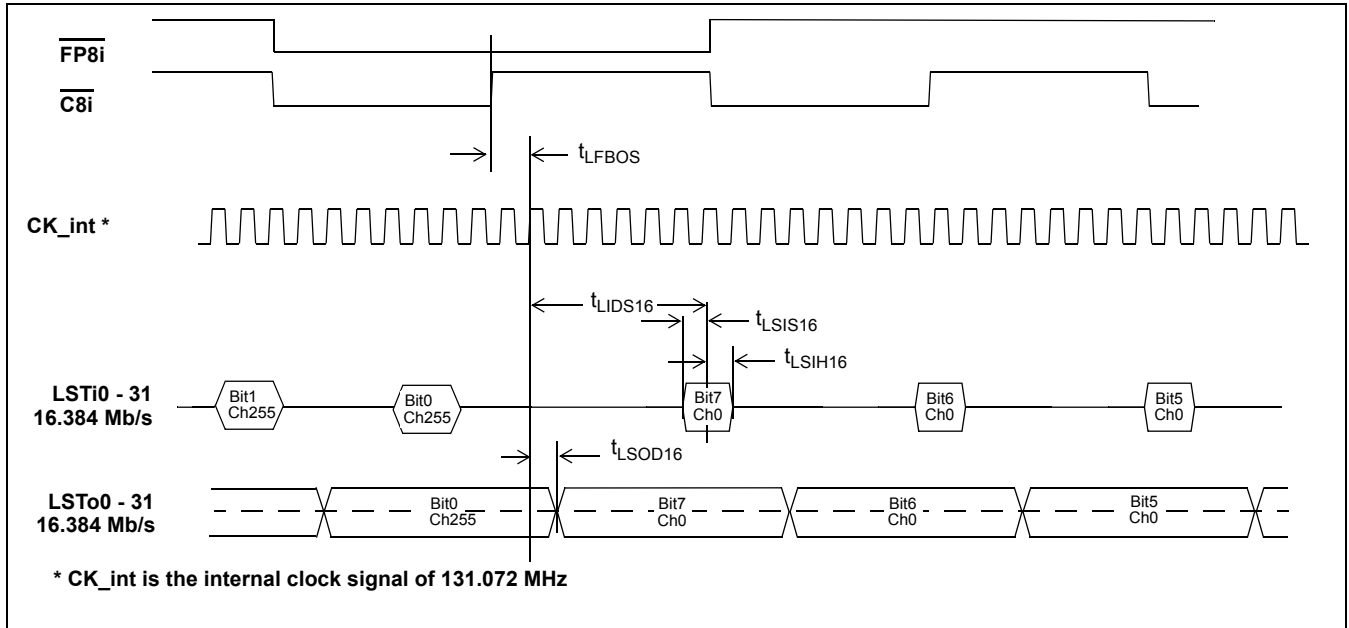 FP8i
C8i
tLFBOS
CK_int *
tLIDS16
tLSIS16
tLSIH16
LSTi0 - 31
16.384 Mb/s
Bit1
Ch255
Bit0
Ch255
Bit7
Ch0
Bit6
Ch0
Bit5
Ch0
tLSOD16
LSTo0 - 31
16.384 Mb/s
Bit0
Ch255
Bit7
Ch0
Bit6
Ch0
Bit5
Ch0
* CK_int is the internal clock signal of 131.072 MHz